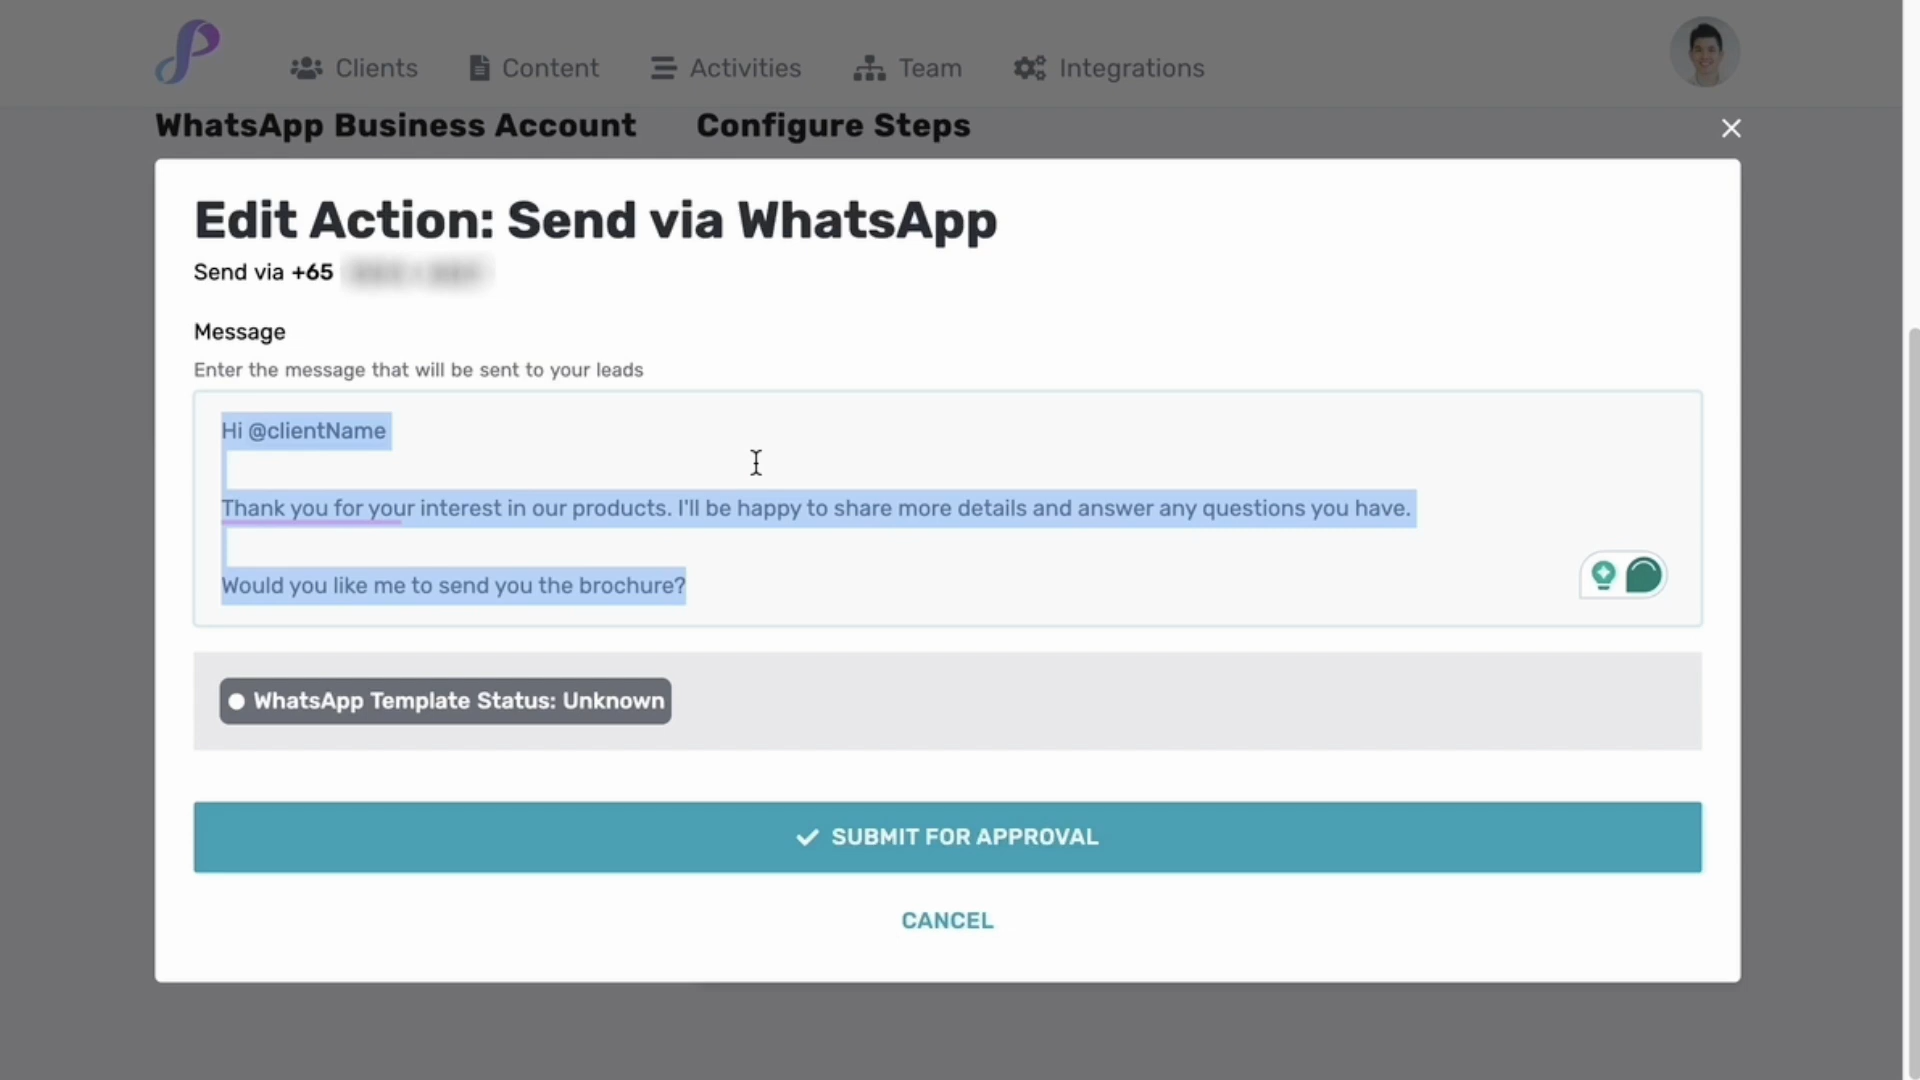 Clients
Content
Activities
Team
Integrations
WhatsApp Business Account
Configure Steps
Edit Action: Send via WhatsApp
Send via +65
Message
Enter the message that will be sent to your leads
Hi @clientName
Thank you for your interest in our products. I'll be happy to share more details and answer any questions you have.
Would you like me to send you the brochure?
WhatsApp Template Status: Unknown
SUBMIT FOR APPROVAL
CANCEL